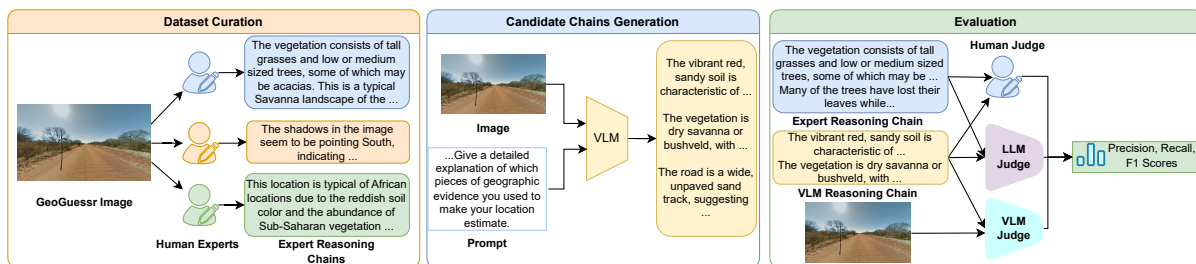 Dataset Curation
The vegetation consists of tall
grasses and low or medium
sized trees, some of which may
be acacias. This is a typical
Savanna landscape of the ...
The shadows in the image
seem to be pointing South,
indicating ...
This location is typical of African
locations due to the reddish soil
color and the abundance of
Sub-Saharan vegetation ...
GeoGuessr Image
Human Experts
Expert Reasoning
Chains
Candidate Chains Generation
Image
...Give a detailed
explanation of which
pieces of geographic
evidence you used to
make your location
estimate.
Prompt
VLM
The vibrant red,
sandy soil is
characteristic of ...
The vegetation is
dry savanna or
bushveld, with ...
The road is a wide,
unpaved sand
track, suggesting
...
Evaluation
The vegetation consists of tall
grasses and low or medium
sized trees, some of which may
be ...
Many of the trees have lost their
leaves while...
Expert Reasoning Chain
The vibrant red, sandy soil is
characteristic of ...
The vegetation is dry savanna or
bushveld, with ...
VLM Reasoning Chain
Human Judge
LLM
Judge
VLM
Judge
Precision, Recall,
F1 Scores